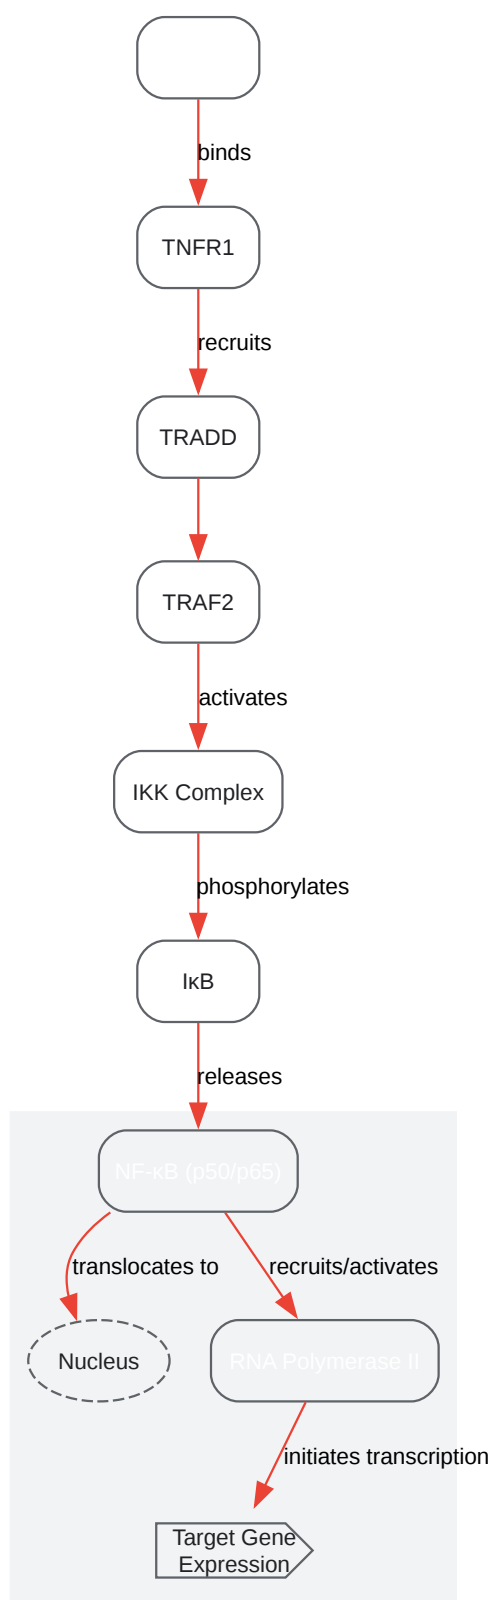 binds
TNFR1
recruits
TRADD
TRAF2
activates
IKK Complex
phosphorylates
IκB
releases
NF-κB (p50/p65)
translocates to
recruits/activates
Nucleus
RNA Polymerase II
initiates transcription
Target Gene
Expression